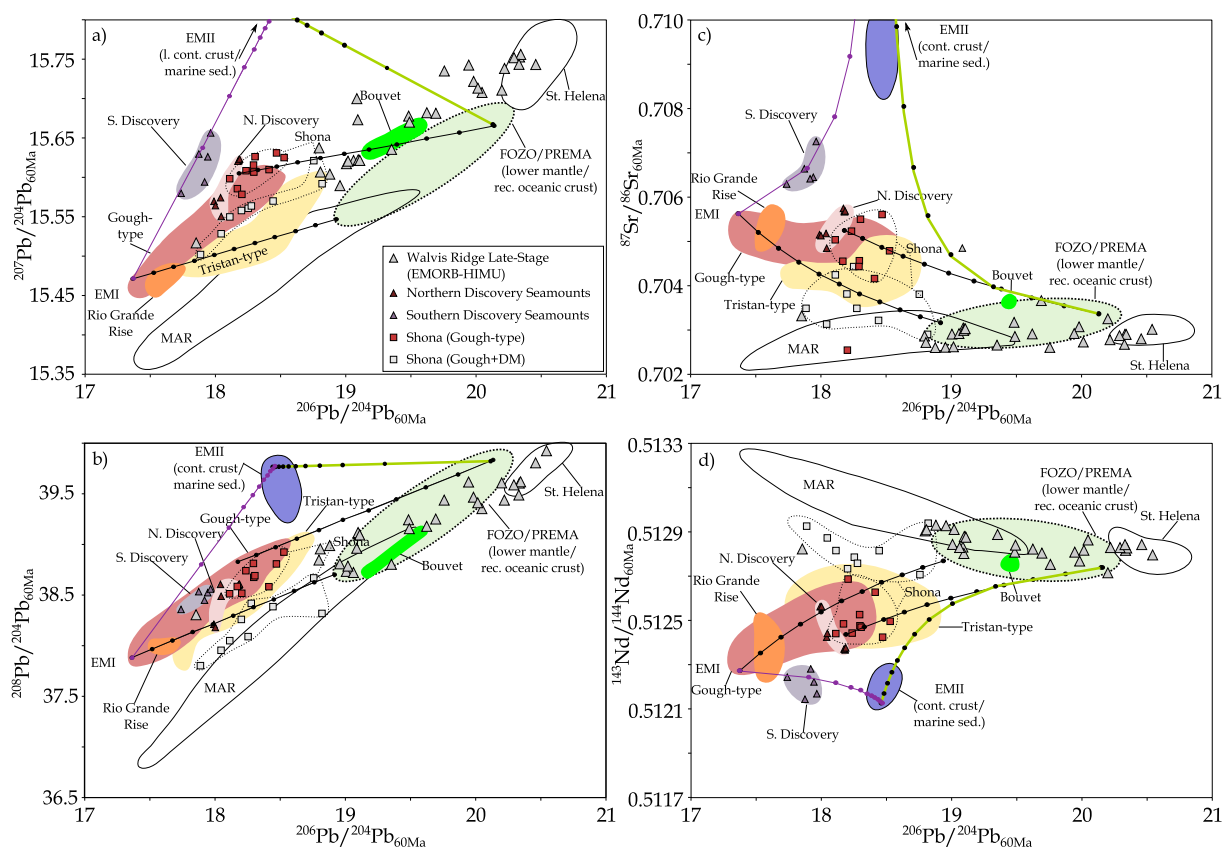 a)
EMII
(l. cont. crust/
marine sed.)
S. Discovery
N. Discovery
Shona
Bouvet
St. Helena
FOZO/PREMA
(lower mantle/
rec. oceanic crust)
Gough-
type
Tristan-type
EMI
Rio Grande
Rise
MAR
Walvis Ridge Late-Stage
(EMORB-HIMU)
Northern Discovery Seamounts
Southern Discovery Seamounts
Shona (Gough-type)
Shona (Gough+DM)
15.75
15.65
15.55
15.45
15.35
207Pb/204Pb60Ma
17 18 19 20 21
206Pb/204Pb60Ma
c)
EMII
(cont. crust/
marine sed.)
S. Discovery
Rio Grande
Rise
N. Discovery
EMI
Gough-type
Shona
Tristan-type
Bouvet
FOZO/PREMA
(lower mantle/
rec. oceanic crust)
MAR
St. Helena
0.710
0.708
0.706
0.704
0.702
87Sr/86Sr60Ma
17 18 19 20 21
206Pb/204Pb60Ma
b)
EMII
(cont. crust/
marine sed.)
St. Helena
Tristan-type
Gough-type
N. Discovery
S. Discovery
Shona
FOZO/PREMA
(lower mantle/
rec. oceanic crust)
Bouvet
EMI
Rio Grande
Rise
MAR
39.5
38.5
37.5
36.5
208Pb/204Pb60Ma
17 18 19 20 21
206Pb/204Pb60Ma
d)
MAR
FOZO/PREMA
(lower mantle/
rec. oceanic crust)
St. Helena
N. Discovery
Rio Grande
Rise
Bouvet
Shona
Tristan-type
EMI
Gough-type
EMII
(cont. crust/
marine sed.)
S. Discovery
0.5133
0.5129
0.5125
0.5121
0.5117
143Nd/144Nd60Ma
17 18 19 20 21
206Pb/204Pb60Ma